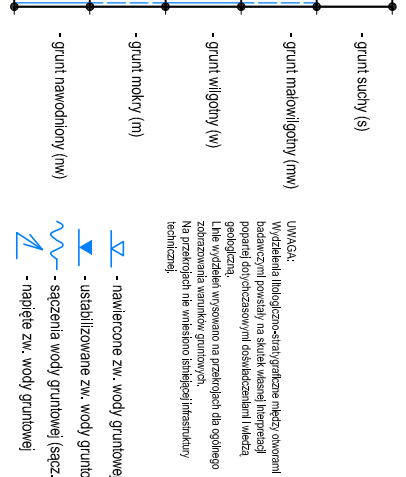 - grunt suchy (s)
- grunt małowilgotny (mw)
- grunt wilgotny (w)
- grunt mokry (m)
- grunt nawodniony (nw)
UWAGA:
Wydzielenia litologiczno-stratygraficzne między otworami
badawczymi powstały na skutek własnej interpretacji
popartej dotychczasowymi doświadczeniami i wiedzą
geologiczną.
Linie wydzieleń wrysowano na przekrojach dla ogólnego
zobrazowania warunków gruntowych.
Na przekrojach nie wniesiono istniejącej infrastruktury
technicznej.
- nawiercone zw. wody gruntowej
- ustabilizowane zw. wody grunto
- sączenia wody gruntowej (sącz.
- napięte zw. wody gruntowej